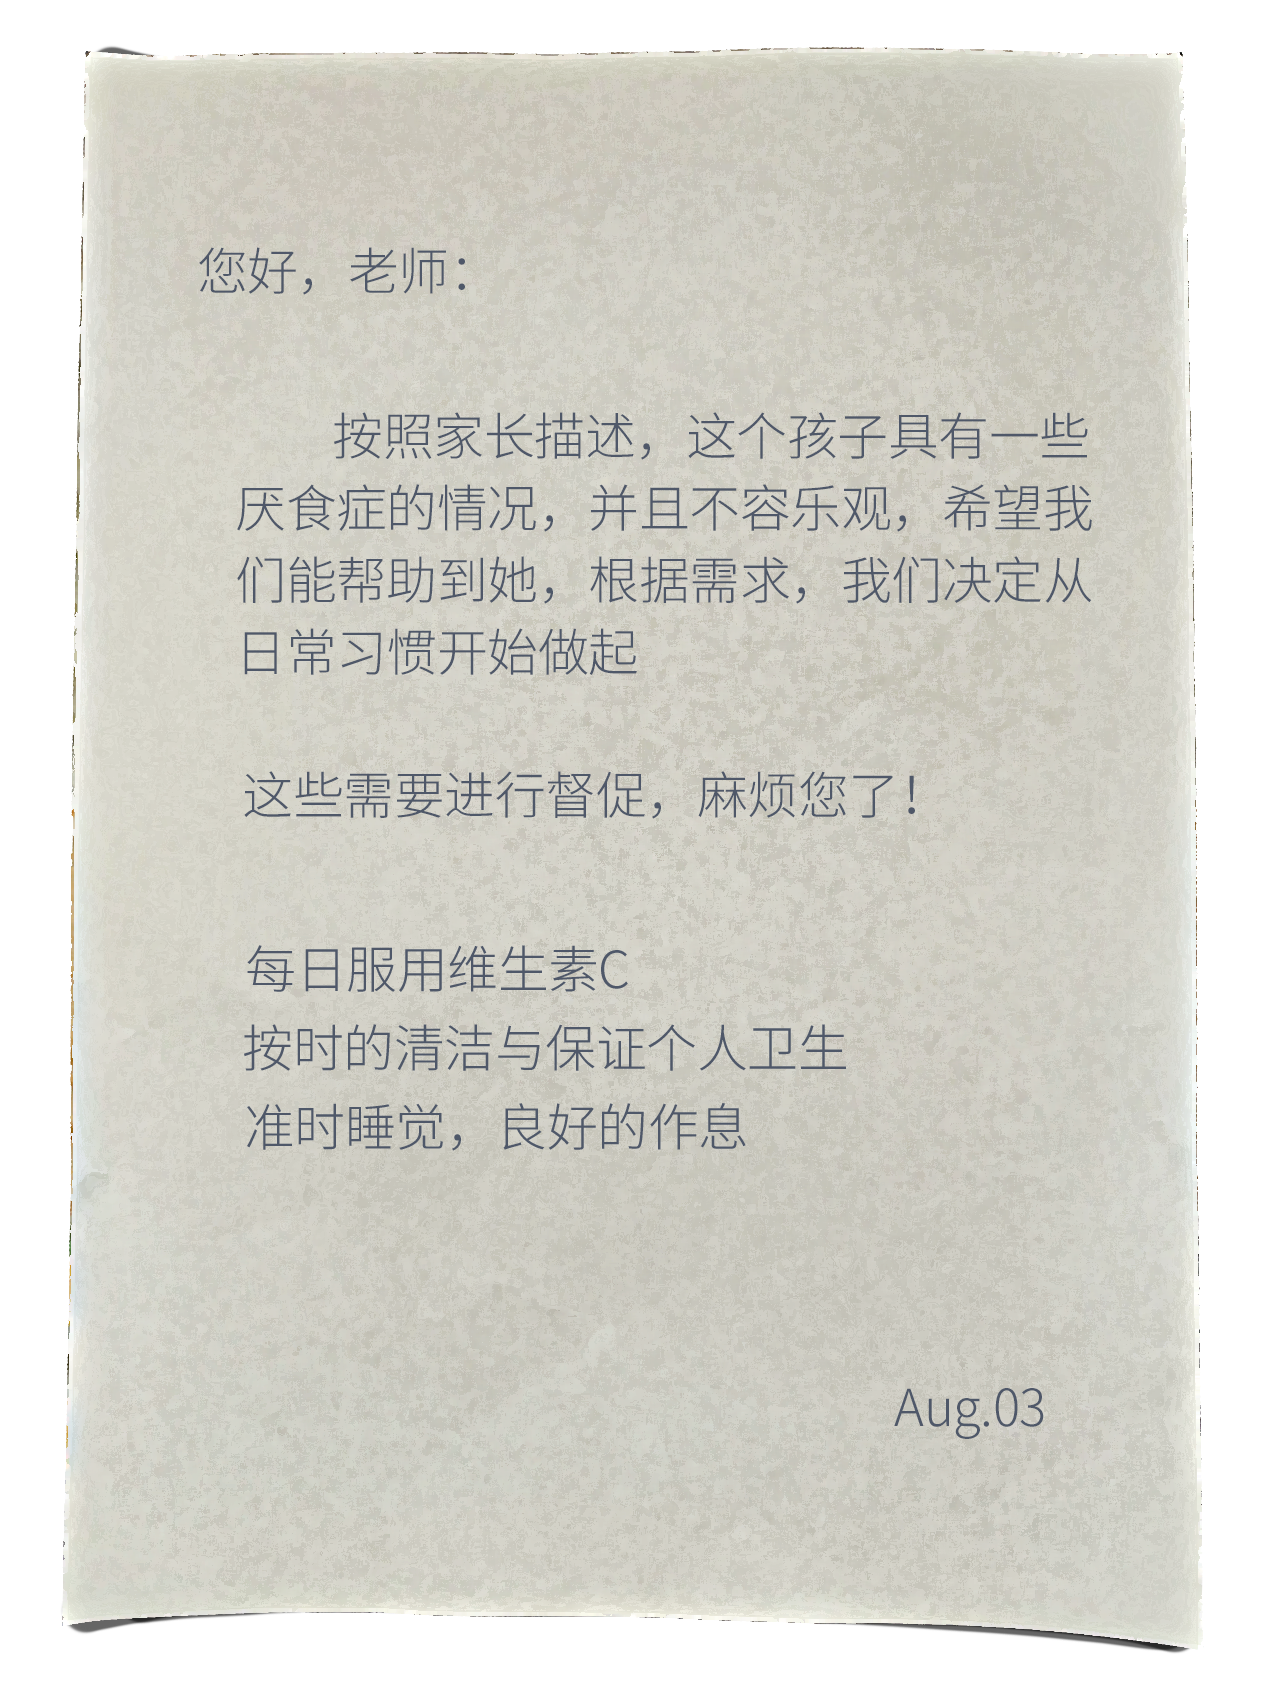 您好，老师：
按照家长描述，这个孩子具有一些
厌食症的情况，并且不容乐观，希望我
们能帮助到她，根据需求，我们决定从
日常习惯开始做起
这些需要进行督促，麻烦您了！
每日服用维生素C
按时的清洁与保证个人卫生
准时睡觉，良好的作息
Aug.03